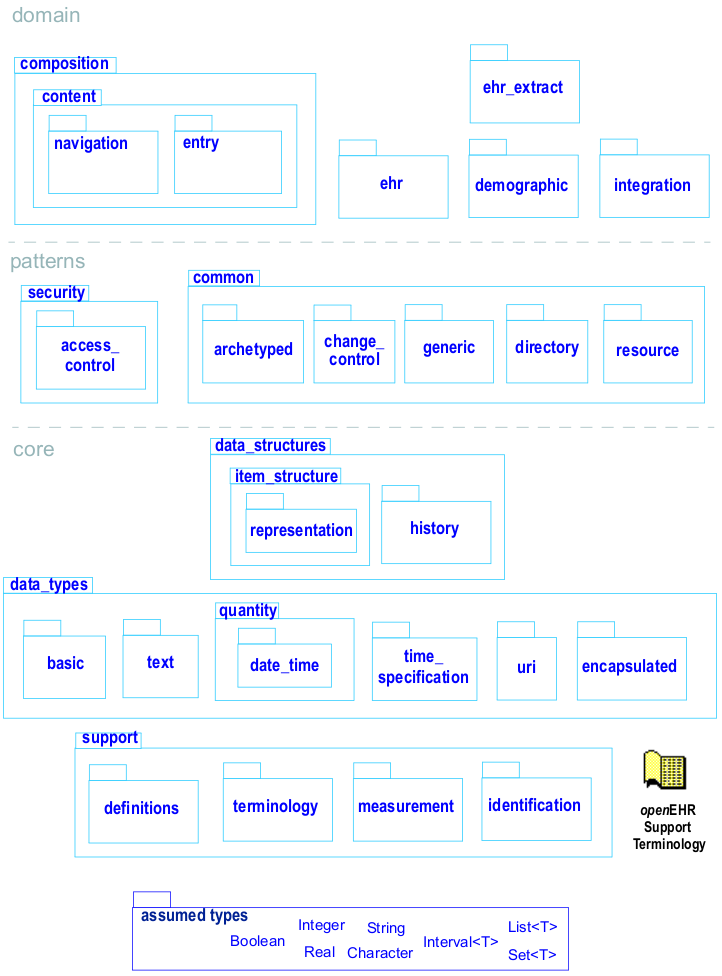 domain
composition
content
navigation
entry
ehr_extract
ehr
demographic
integration
patterns
security
access_
control
common
archetyped
change_
control
generic
directory
resource
core
data_structures
item_structure
representation
history
data_types
basic
text
quantity
date_time
time_
specification
uri
encapsulated
support
definitions
terminology
measurement
identification
openEHR
Support
Terminology
assumed types
Boolean
Integer
Real
String
Character
Interval<T>
List<T>
Set<T>